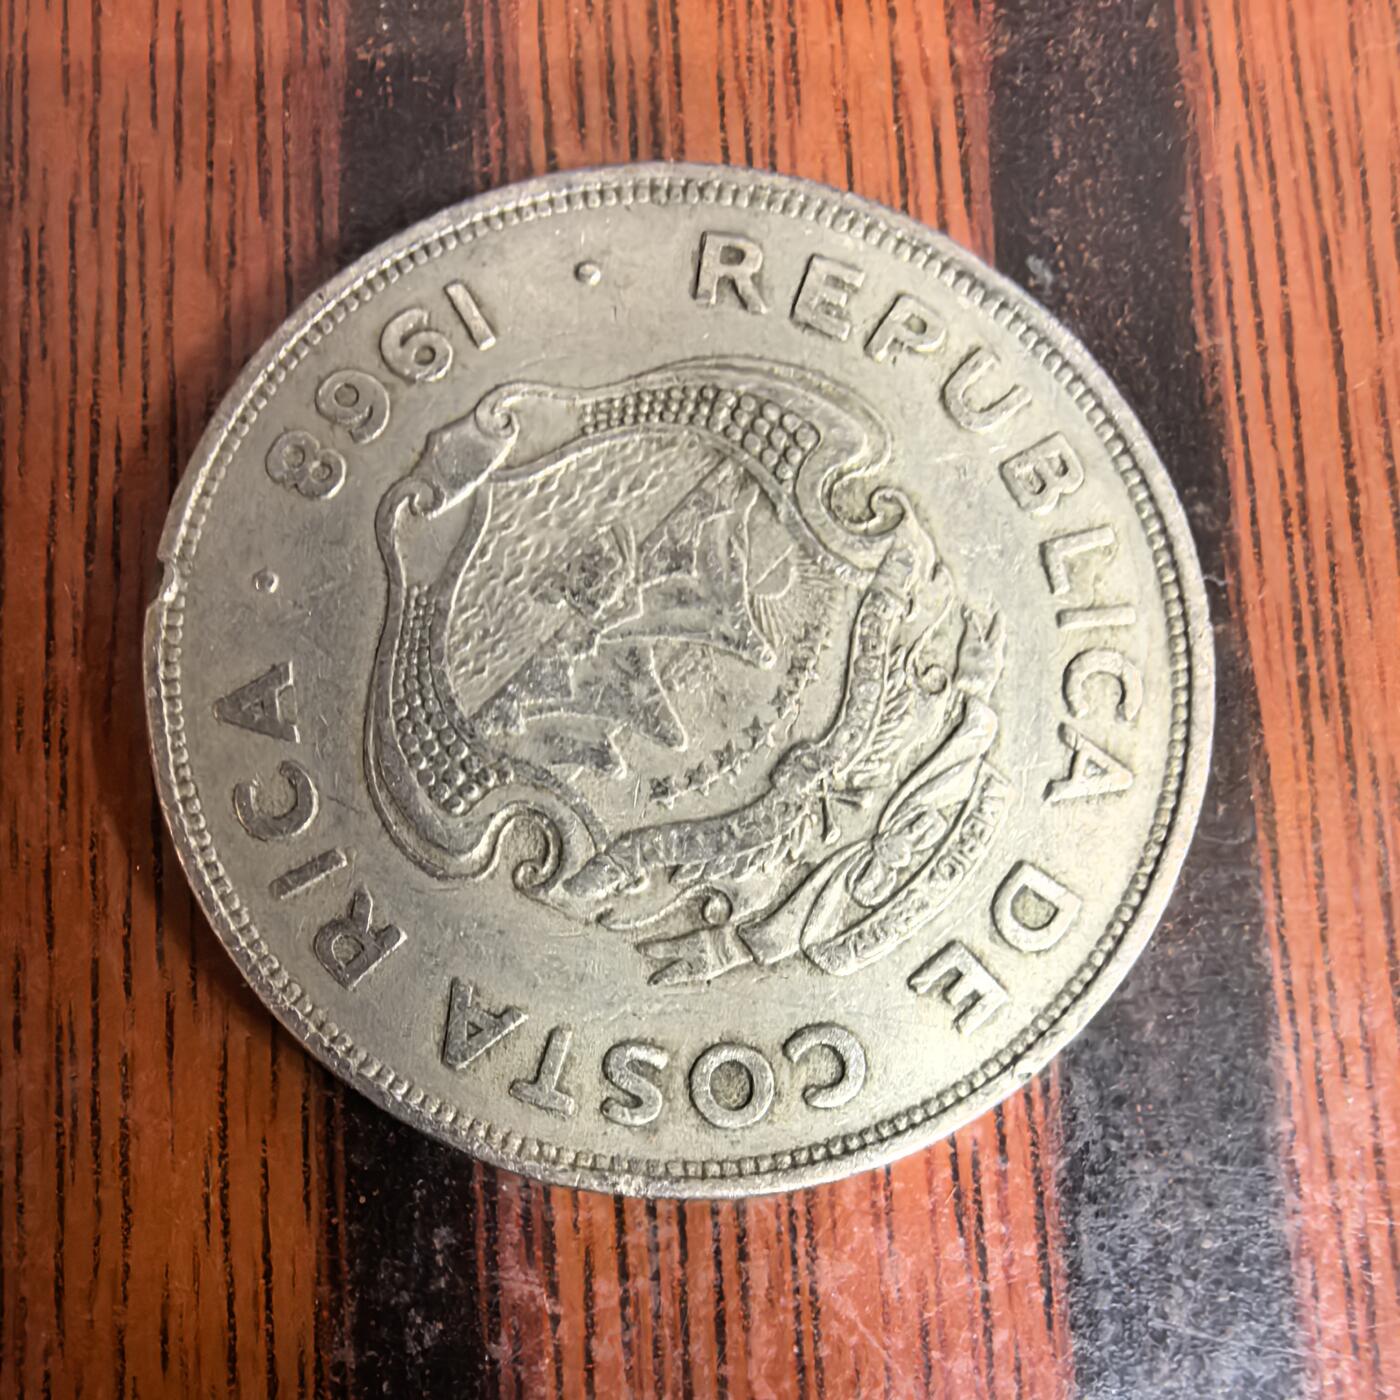 REPUBLICA DE COSTA RICA
1968